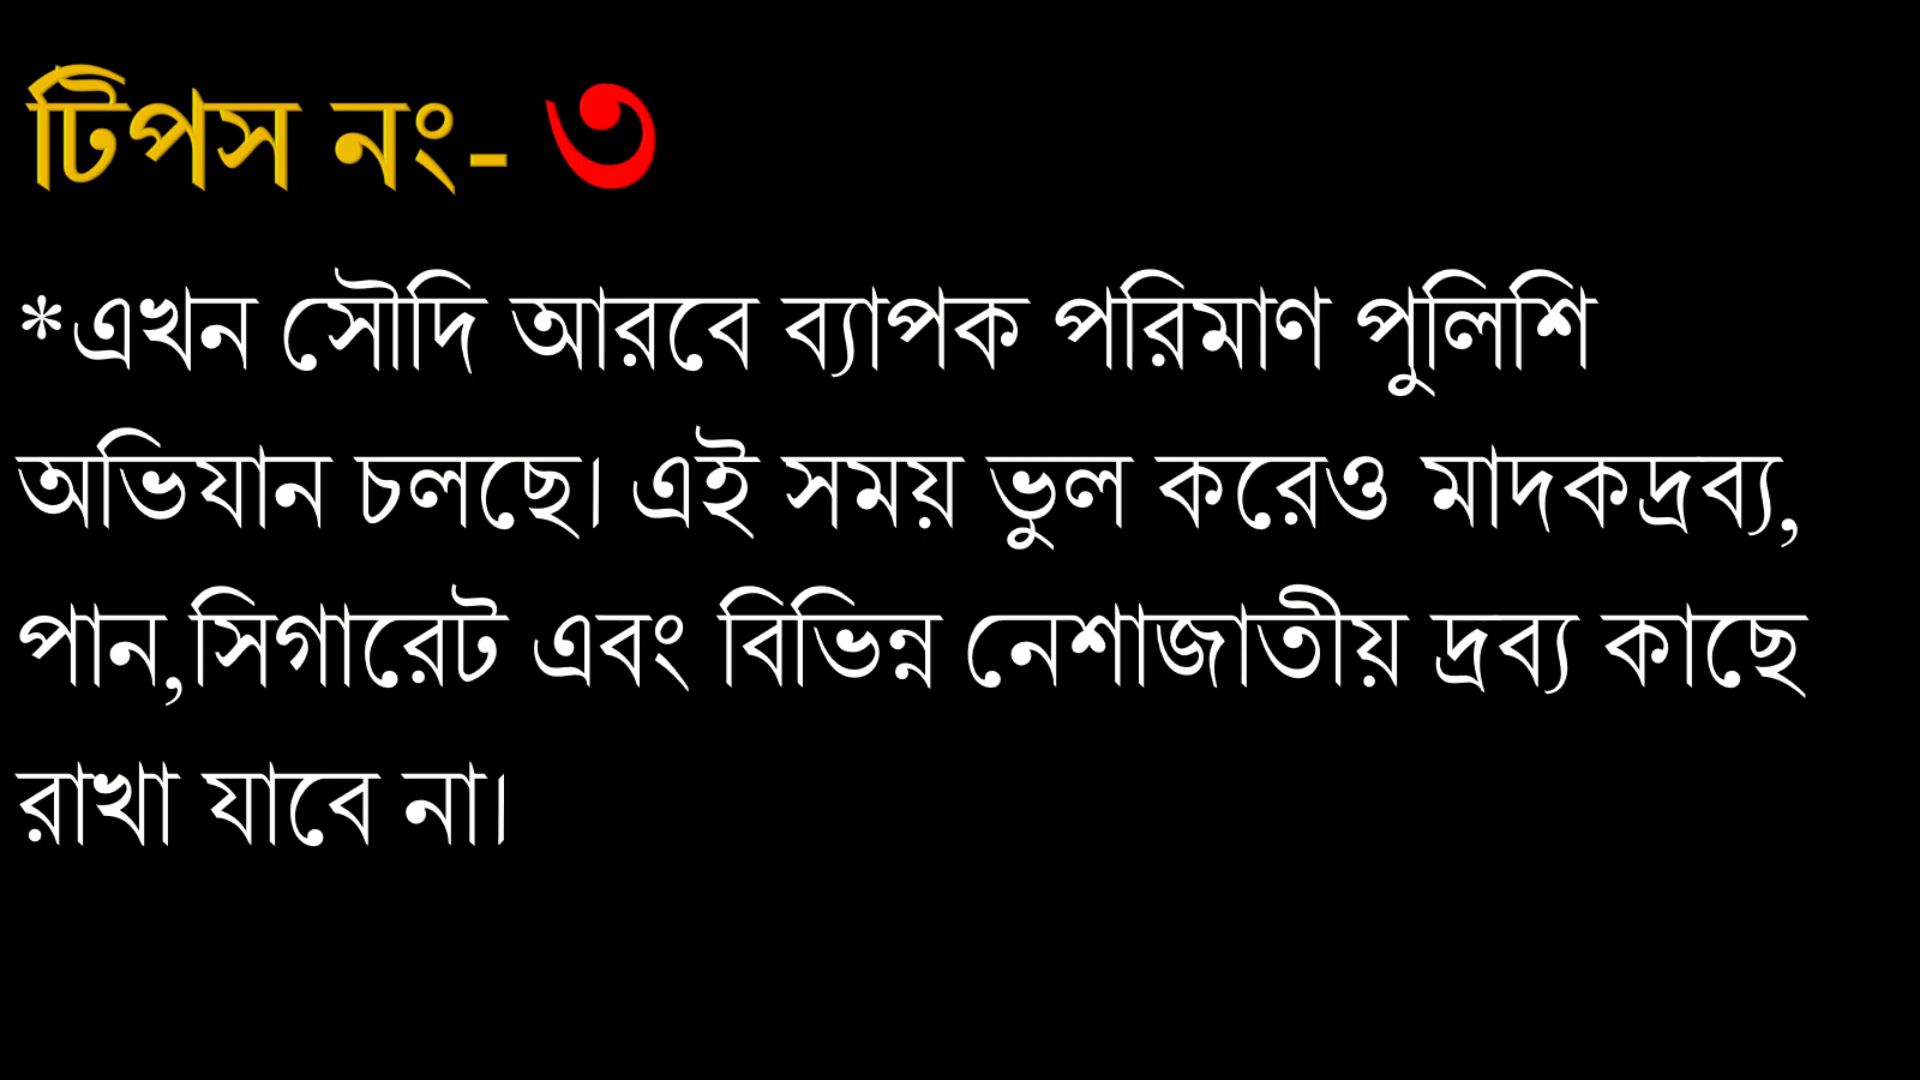 টিপস নং- ৩
*এখন সৌদি আরবে ব্যাপক পরিমাণ পুলিশি
অভিযান চলছে। এই সময় ভুল করেও মাদকদ্রব্য,
পান,সিগারেট এবং বিভিন্ন নেশাজাতীয় দ্রব্য কাছে
রাখা যাবে না।